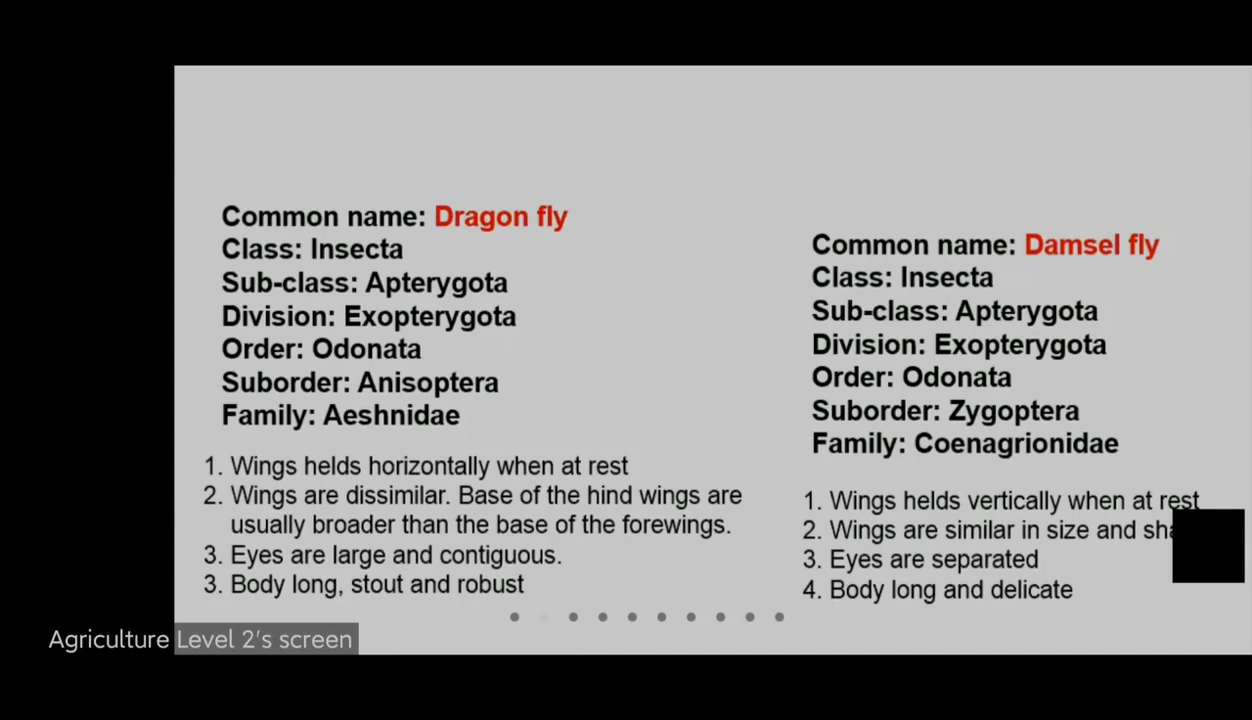 Common name: Dragon fly
Class: Insecta
Sub-class: Apterygota
Division: Exopterygota
Order: Odonata
Suborder: Anisoptera
Family: Aeshnidae
1. Wings helds horizontally when at rest
2. Wings are dissimilar. Base of the hind wings are
usually broader than the base of the forewings.
3. Eyes are large and contiguous.
3. Body long, stout and robust
Common name: Damsel fly
Class: Insecta
Sub-class: Apterygota
Division: Exopterygota
Order: Odonata
Suborder: Zygoptera
Family: Coenagrionidae
1. Wings helds vertically when at rest
2. Wings are similar in size and
3. Eyes are separated
4. Body long and delicate
Agriculture Level 2's screen